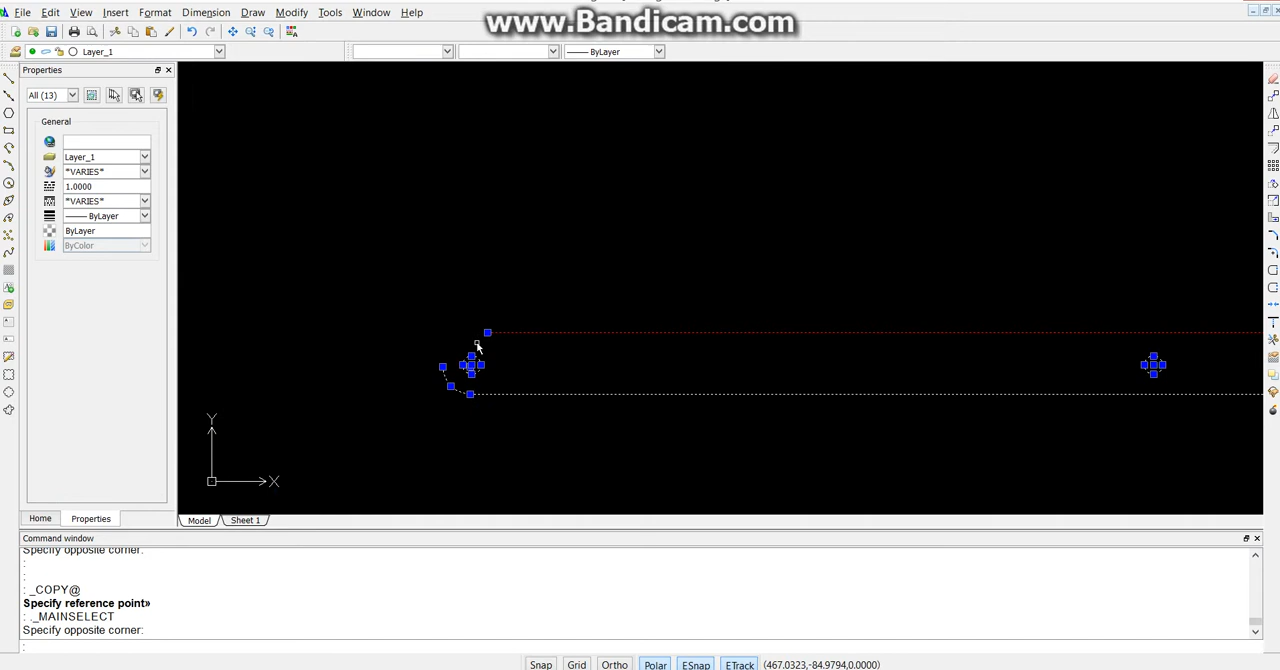 www.Bandicam.com
File Edit View Insert Format Dimension Draw Modify Tools Window Help
Layer_1 ByLayer
Properties
All (13)
General
Layer_1
*VARIES*
1.0000
*VARIES*
ByLayer
ByLayer
ByColor
Y
X
Home Properties Model Sheet 1
Command window
Specify opposite corner:
:
:
: _COPY@
Specify reference point»
: ._MAINSELECT
Specify opposite corner:
:
Snap Grid Ortho Polar ESnap ETrack (467.0323,-84.9794,0.0000)